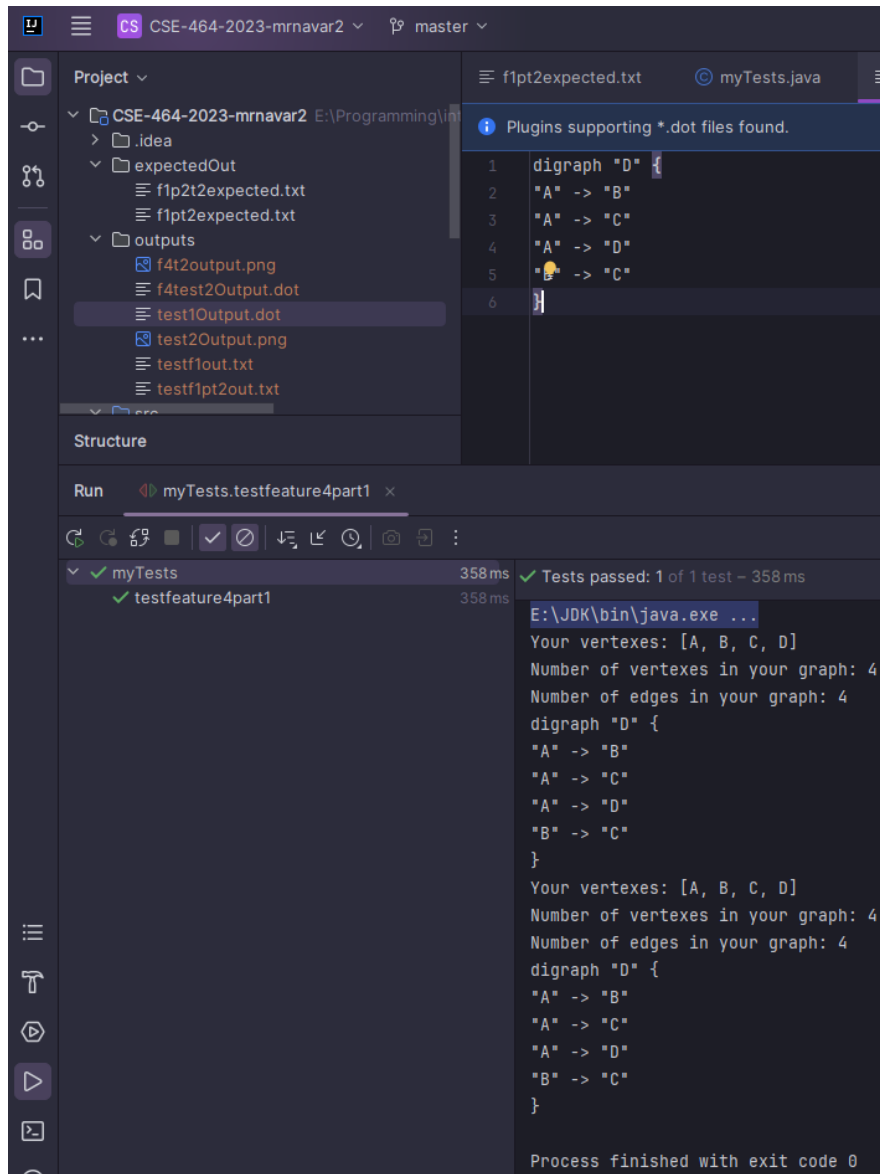 CS CSE-464-2023-mrnavar2 master
Project
CSE-464-2023-mrnavar2 E:\Programming\int
.idea
expectedOut
f1p2t2expected.txt
f1pt2expected.txt
outputs
f4t2output.png
f4test2Output.dot
test1Output.dot
test2Output.png
testf1out.txt
testf1pt2out.txt
src
Structure
f1pt2expected.txt myTests.java
Plugins supporting *.dot files found.
1 digraph "D" {
2 "A" -> "B"
3 "A" -> "C"
4 "A" -> "D"
5 "B" -> "C"
6 }
Run myTests.testfeature4part1
myTests 358 ms
testfeature4part1 358 ms
Tests passed: 1 of 1 test – 358 ms
E:\JDK\bin\java.exe ...
Your vertexes: [A, B, C, D]
Number of vertexes in your graph: 4
Number of edges in your graph: 4
digraph "D" {
"A" -> "B"
"A" -> "C"
"A" -> "D"
"B" -> "C"
}
Your vertexes: [A, B, C, D]
Number of vertexes in your graph: 4
Number of edges in your graph: 4
digraph "D" {
"A" -> "B"
"A" -> "C"
"A" -> "D"
"B" -> "C"
}
Process finished with exit code 0